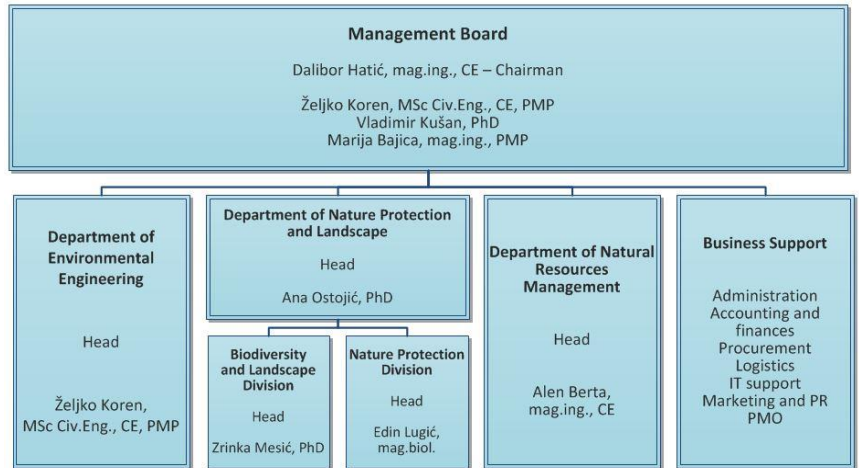 Management Board
Dalibor Hatić, mag.ing., CE – Chairman
Željko Koren, MSc Civ.Eng., CE, PMP
Vladimir Kušan, PhD
Marija Bajica, mag.ing., PMP
Department of
Environmental
Engineering
Head
Željko Koren,
MSc Civ.Eng., CE, PMP
Department of Nature Protection
and Landscape
Head
Ana Ostojić, PhD
Biodiversity
and Landscape
Division
Head
Zrinka Mesić, PhD
Nature Protection
Division
Head
Edin Lugić,
mag.biol.
Department of Natural
Resources
Management
Head
Alen Berta,
mag.ing., CE
Business Support
Administration
Accounting and
finances
Procurement
Logistics
IT support
Marketing and PR
PMO